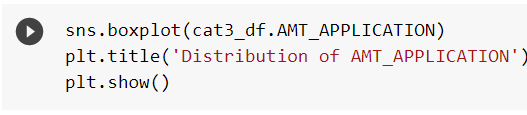 sns.boxplot(cat3_df.AMT_APPLICATION)
plt.title('Distribution of AMT_APPLICATION')
plt.show()